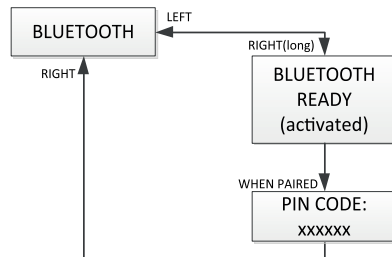 LEFT
BLUETOOTH
RIGHT(long)
RIGHT
BLUETOOTH
READY
(activated)
WHEN PAIRED
PIN CODE:
xxxxxx